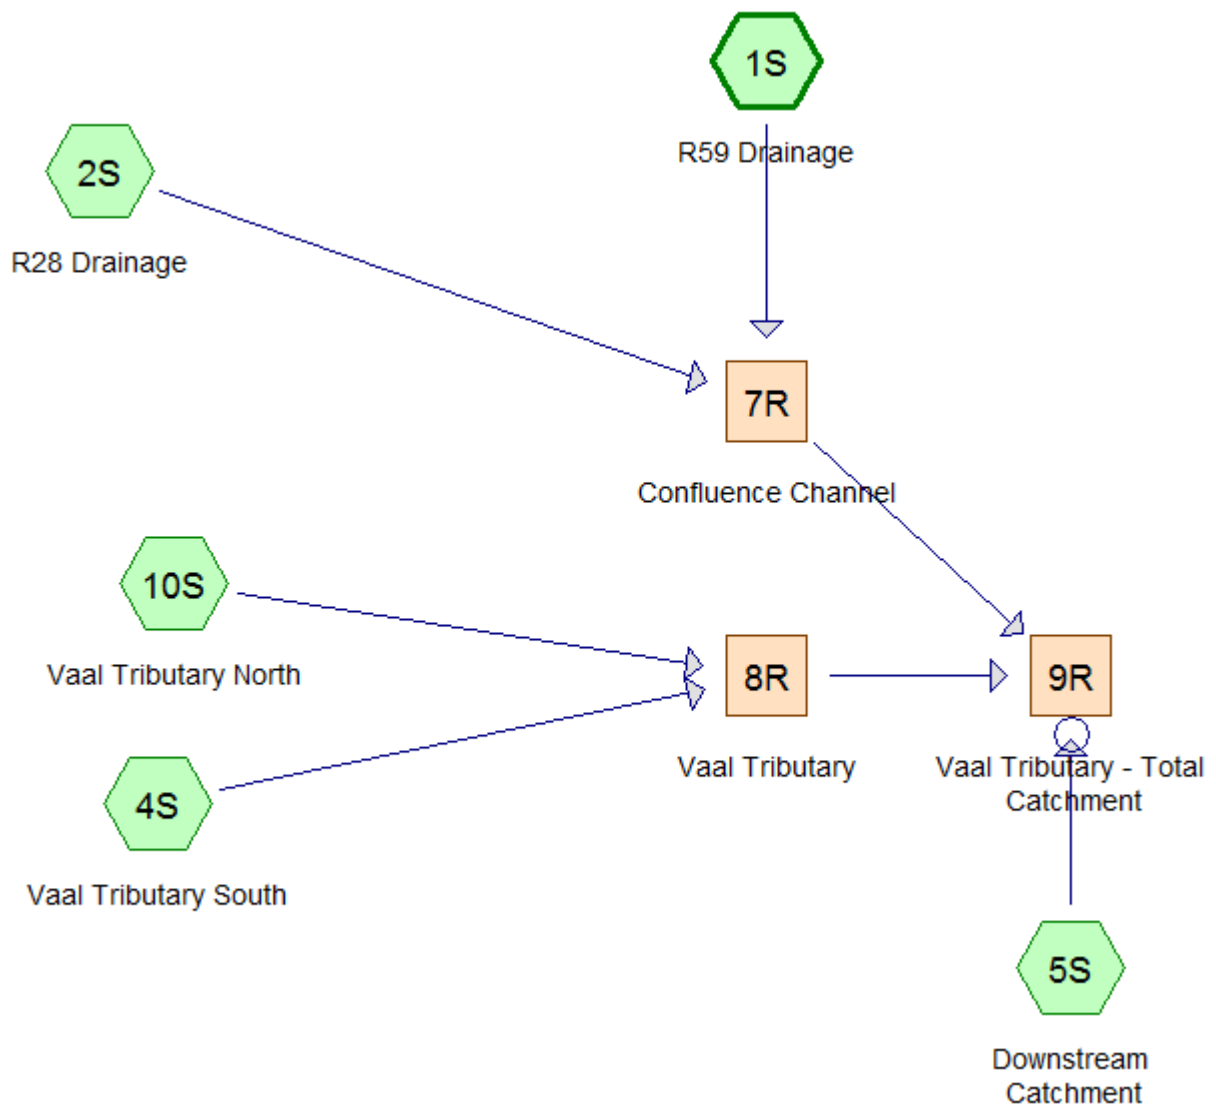 1S
R59 Drainage
2S
R28 Drainage
7R
Confluence Channel
10S
Vaal Tributary North
8R
Vaal Tributary
9R
Vaal Tributary - Total
Catchment
4S
Vaal Tributary South
5S
Downstream
Catchment